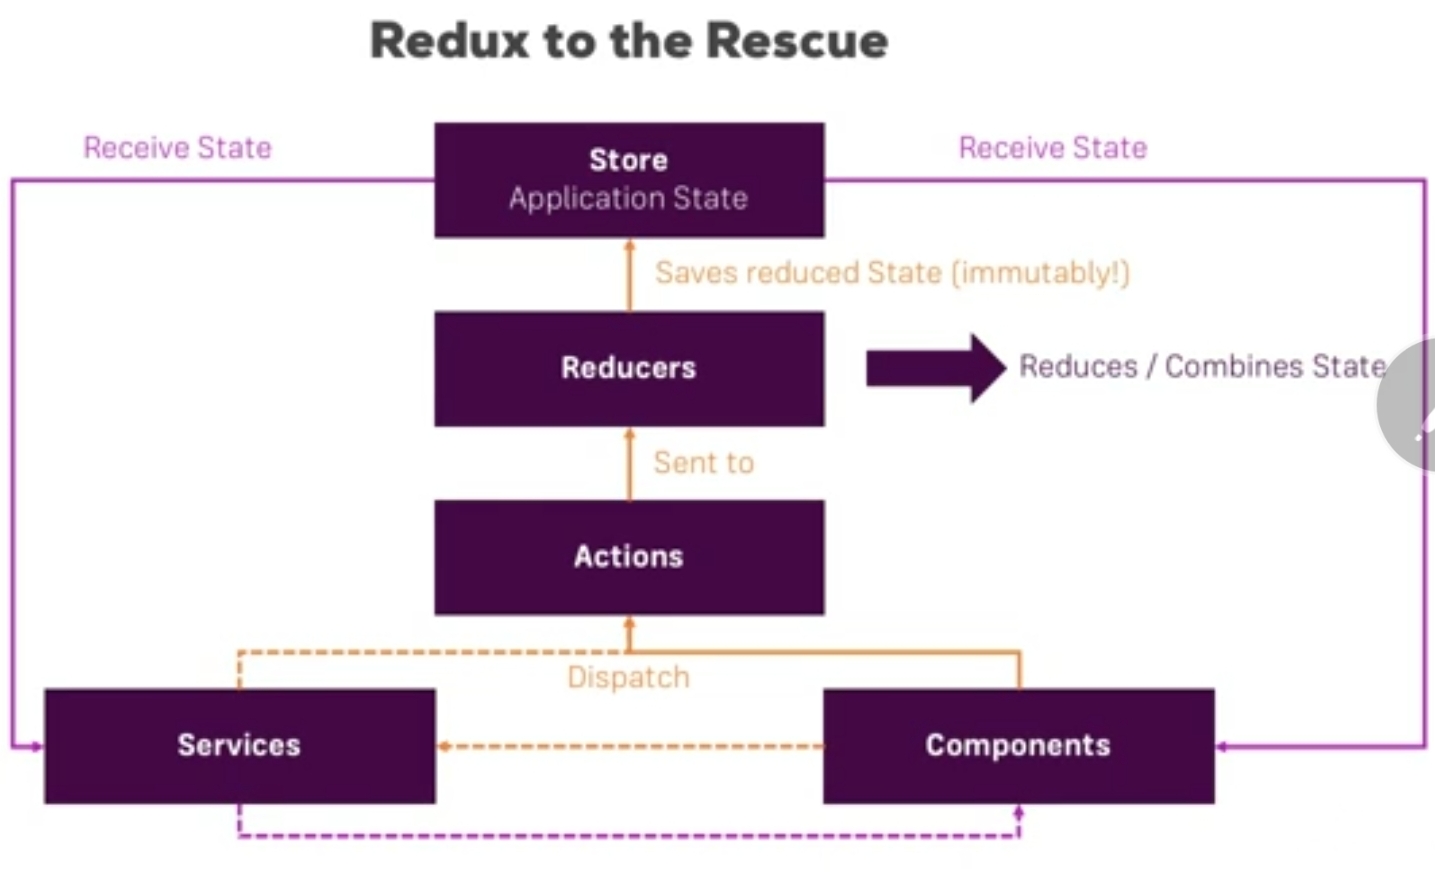 Redux to the Rescue
Receive State
Receive State
Store
Application State
Saves reduced State (immutably!)
Reducers
Reduces / Combines State
Sent to
Actions
Dispatch
Services
Components